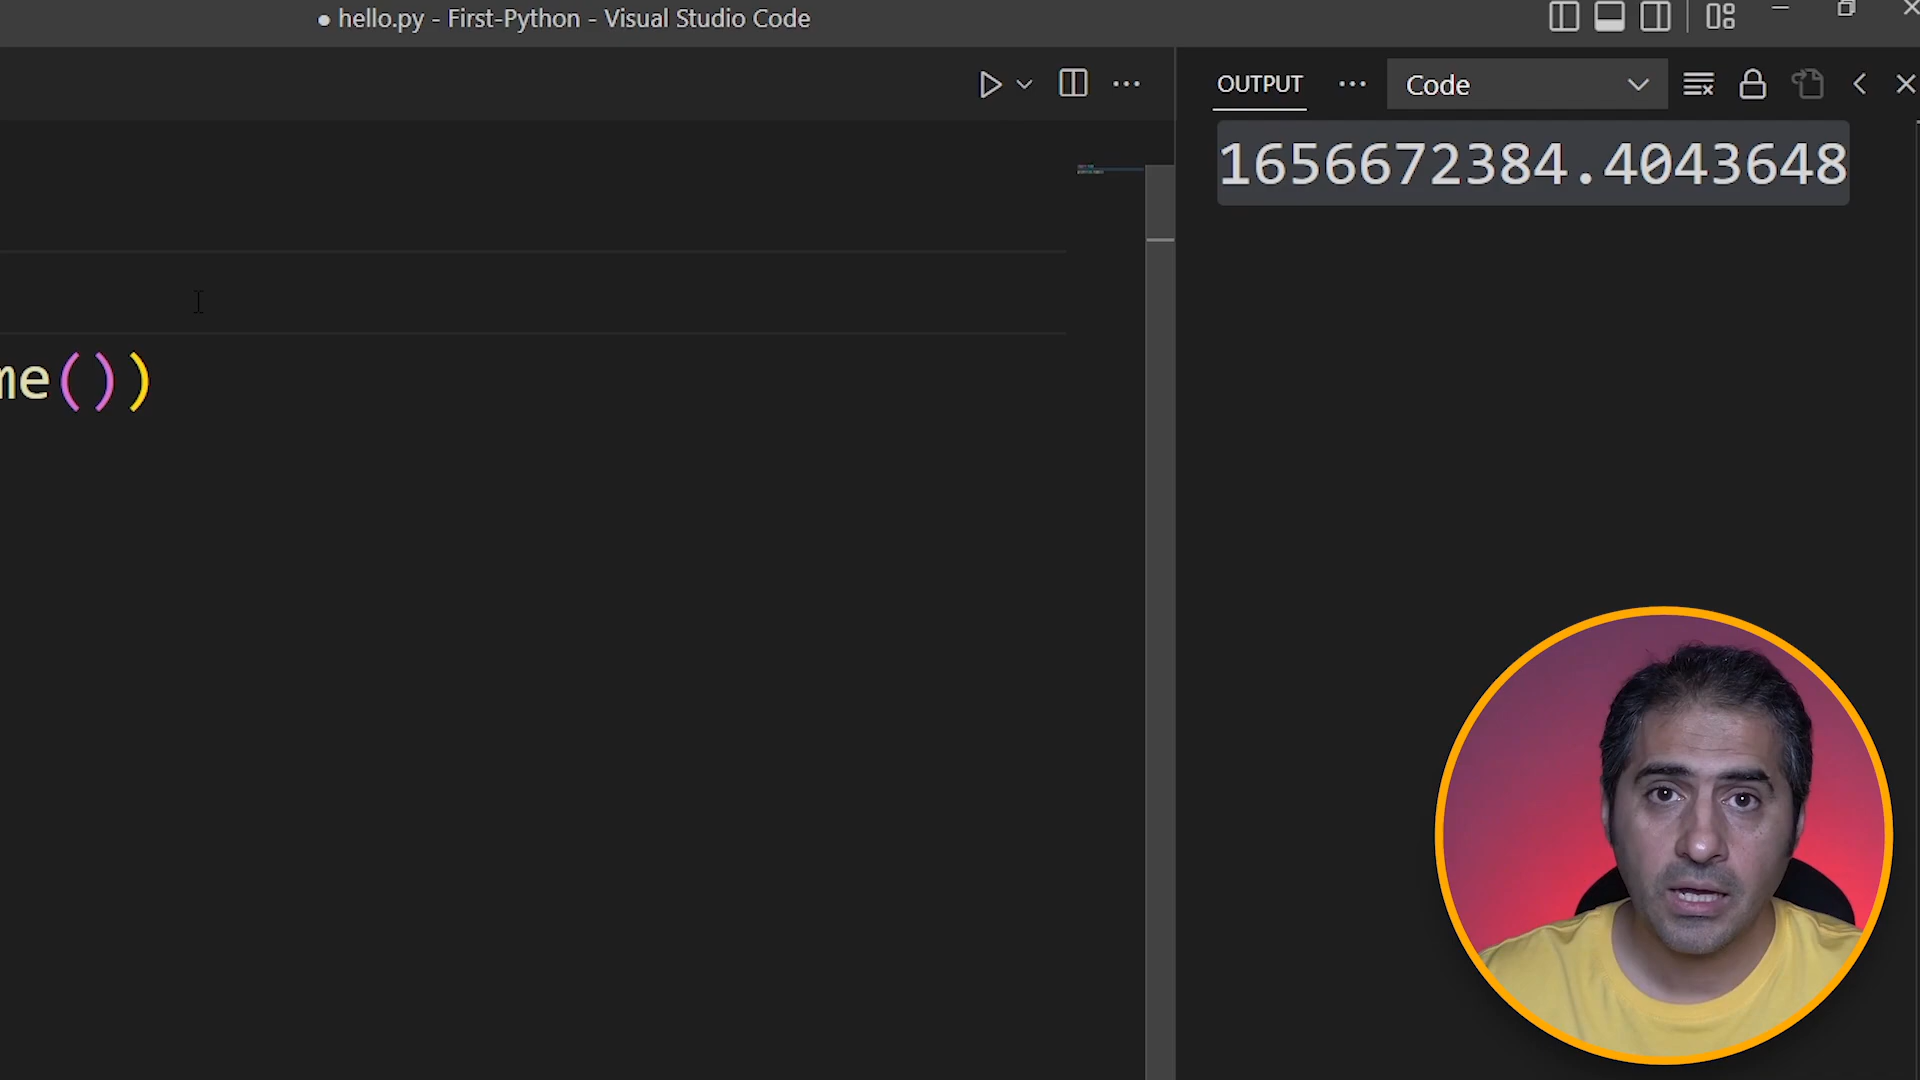 ● hello.py - First-Python - Visual Studio Code
OUTPUT
Code
1656672384.4043648
me())